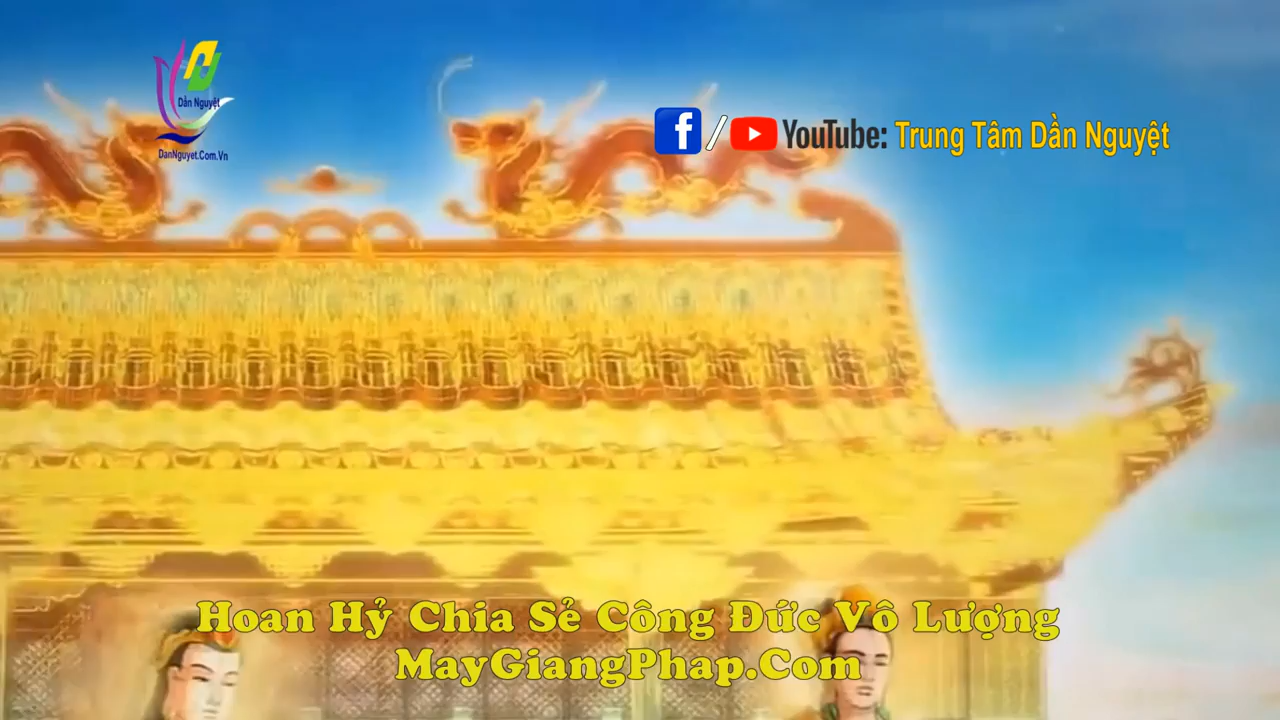 Dần Nguyệt
DanNguyet.Com.Vn
f/YouTube: Trung Tâm Dần Nguyệt
Hoan Hỷ Chia Sẻ Công Đức Vô Lượng
MayGiangPhap.Com